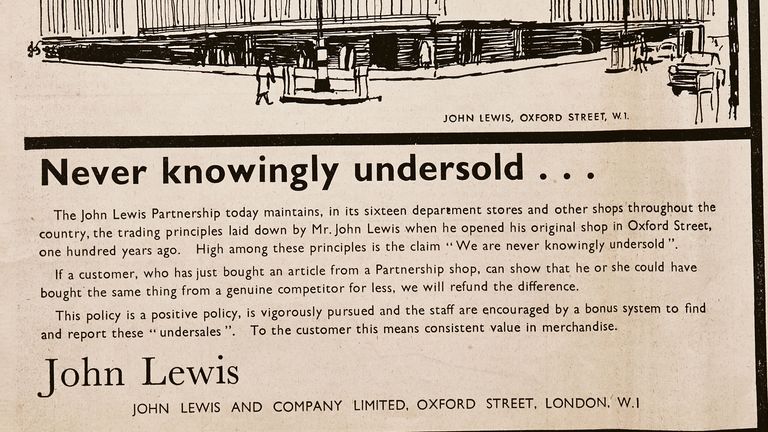 JOHN LEWIS, OXFORD STREET, W.1.
Never knowingly undersold . . .
The John Lewis Partnership today maintains, in its sixteen department stores and other shops throughout the
country, the trading principles laid down by Mr. John Lewis when he opened his original shop in Oxford Street,
one hundred years ago. High among these principles is the claim "We are never knowingly undersold".
If a customer, who has just bought an article from a Partnership shop, can show that he or she could have
bought the same thing from a genuine competitor for less, we will refund the difference.
This policy is a positive policy, is vigorously pursued and the staff are encouraged by a bonus system to find
and report these "undersales". To the customer this means consistent value in merchandise.
John Lewis
JOHN LEWIS AND COMPANY LIMITED, OXFORD STREET, LONDON, W.1